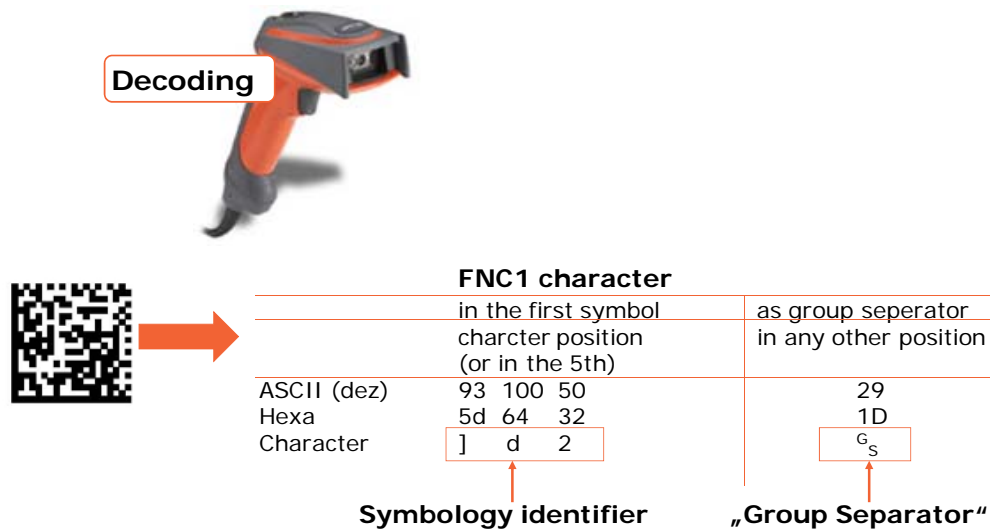 Decoding
FNC1 character
in the first symbol as group seperator
charcter position in any other position
(or in the 5th)
ASCII (dez) 93 100 50 29
Hexa 5d 64 32 1D
Character ] d 2 GS
Symbology identifier „Group Separator“